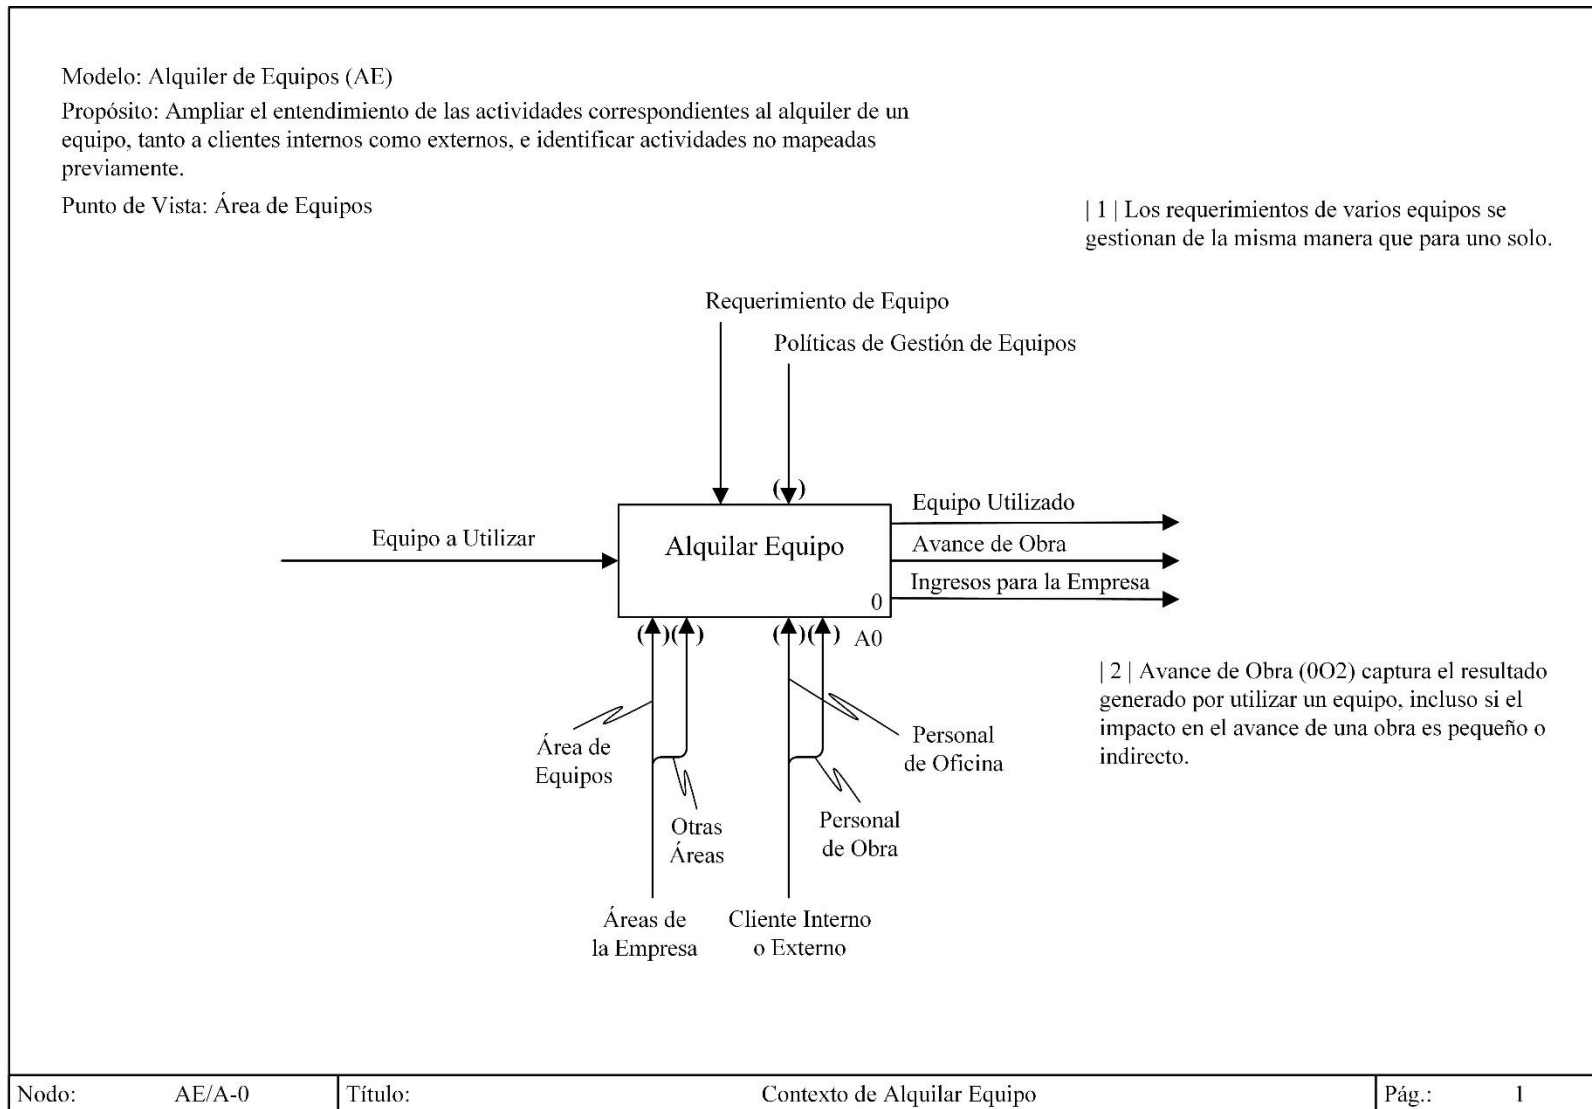 Modelo: Alquiler de Equipos (AE)
Propósito: Ampliar el entendimiento de las actividades correspondientes al alquiler de un
equipo, tanto a clientes internos como externos, e identificar actividades no mapeadas
previamente.
Punto de Vista: Área de Equipos
| 1 | Los requerimientos de varios equipos se
gestionan de la misma manera que para uno solo.
Requerimiento de Equipo
Políticas de Gestión de Equipos
( )
Equipo a Utilizar
Alquilar Equipo
0
Equipo Utilizado
Avance de Obra
Ingresos para la Empresa
( )( )
( )( )
A0
| 2 | Avance de Obra (0O2) captura el resultado
generado por utilizar un equipo, incluso si el
impacto en el avance de una obra es pequeño o
indirecto.
Área de
Equipos
Personal
de Oficina
Otras
Áreas
Personal
de Obra
Áreas de
la Empresa
Cliente Interno
o Externo
Nodo: AE/A-0 Título: Contexto de Alquilar Equipo Pág.: 1